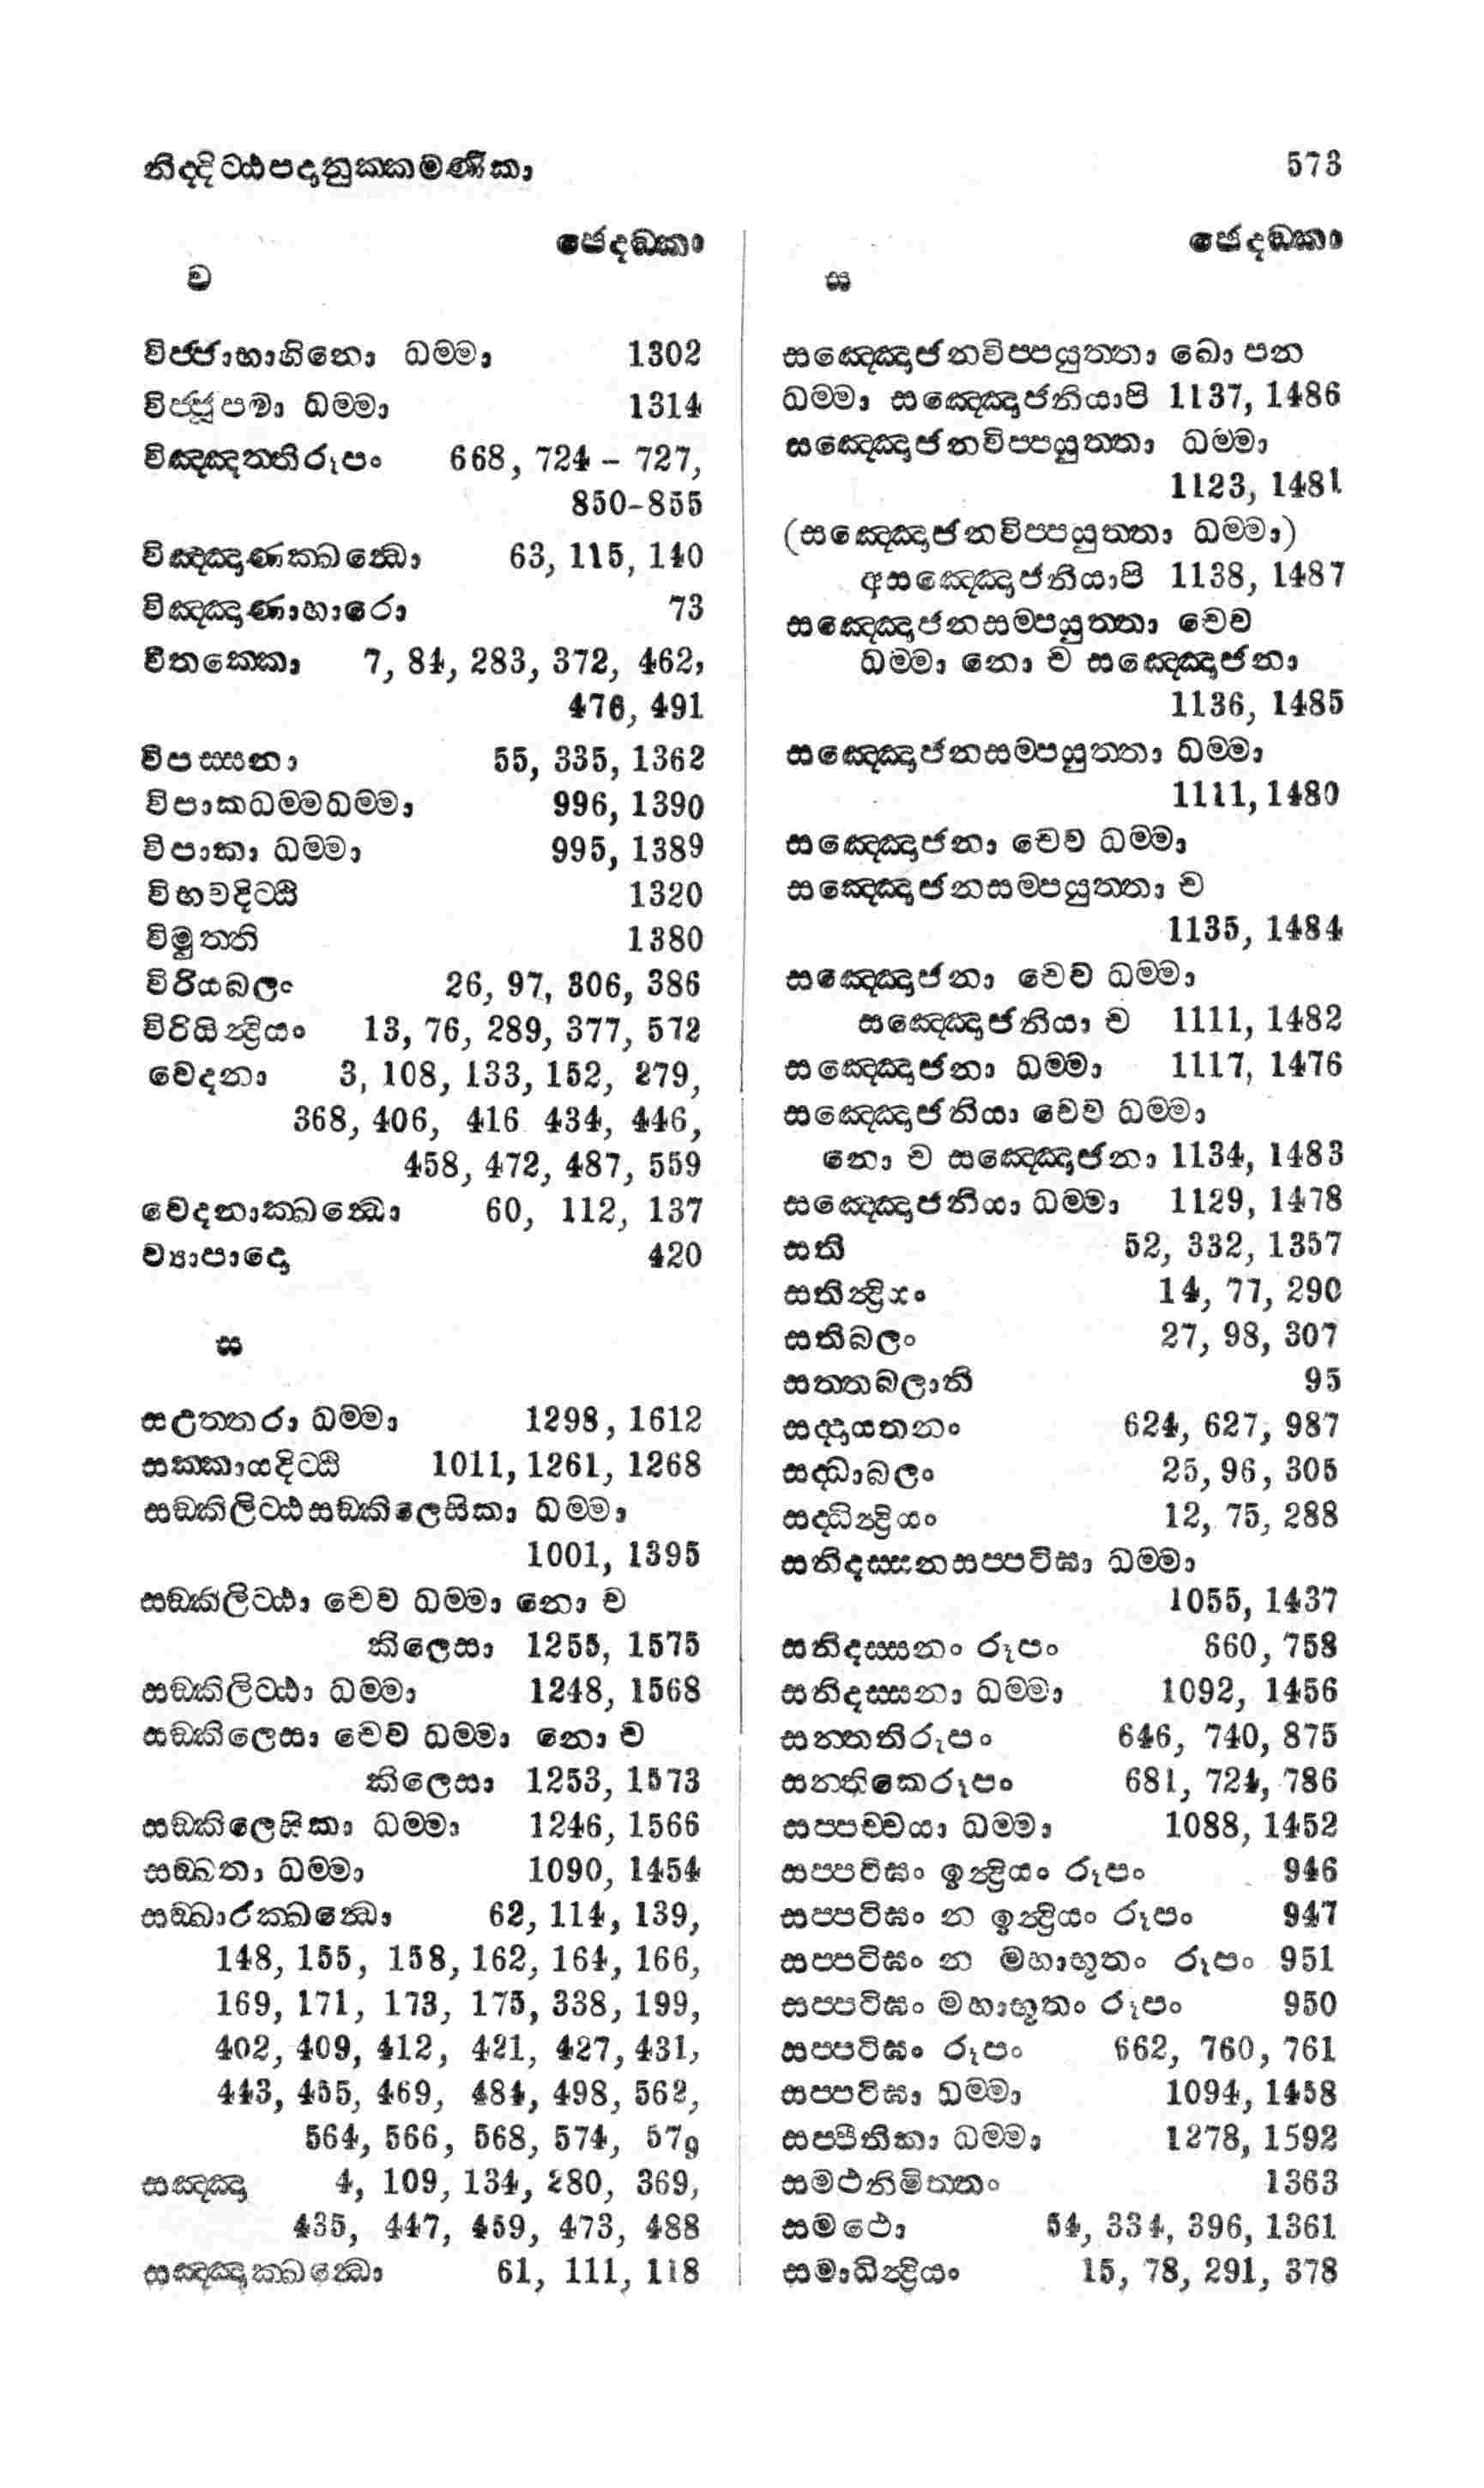 නිද්දිට්ඨපදානුක්කමණිකා 573
ඡෙදඞ්කා
ව
විජ්ජාභාගිනො ධම්මා 1302
විජ්ජූපමා ධම්මා 1314
විඤ්ඤත්තිරූපං 668, 724 - 727,
850-855
විඤ්ඤාණක්ඛන්ධො 63, 115, 140
විඤ්ඤාණාහාරො 73
විතක්කො 7, 84, 283, 372, 462,
476, 491
විපස්සනා 55, 335, 1362
විපාකධම්මධම්මා 996, 1390
විපාකා ධම්මා 995, 1389
විභවදිට්ඨි 1320
විමුත්ති 1380
විරියබලං 26, 97, 306, 386
විරියින්ද්‍රියං 13, 76, 289, 377, 572
වෙදනා 3, 108, 133, 152, 279,
368, 406, 416 434, 446,
458, 472, 487, 559
වෙදනාක්ඛන්ධො 60, 112, 137
ව්‍යාපාදො 420
ස
සඋත්තරා ධම්මා 1298, 1612
සක්කායදිට්ඨි 1011, 1261, 1268
සඞ්කිලිට්ඨසඞ්කිලෙසිකා ධම්මා
1001, 1395
සඞ්කිලිට්ඨා චෙව ධම්මා නො ච
කිලෙසා 1255, 1575
සඞ්කිලිට්ඨා ධම්මා 1248, 1568
සඞ්කිලෙසා චෙව ධම්මා නො ච
කිලෙසා 1253, 1573
සඞ්කිලෙසිකා ධම්මා 1246, 1566
සඞ්ඛතා ධම්මා 1090, 1454
සඞ්ඛාරක්ඛන්ධො 62, 114, 139,
148, 155, 158, 162, 164, 166,
169, 171, 173, 175, 338, 199,
402, 409, 412, 421, 427, 431,
443, 455, 469, 484, 498, 562,
564, 566, 568, 574, 579
සඤ්ඤා 4, 109, 134, 280, 369,
435, 447, 459, 473, 488
සඤ්ඤාක්ඛන්ධො 61, 111, 118
ඡෙදඞ්කා
ස
සඤ්ඤොජනවිප්පයුත්තා ඛො පන
ධම්මා සඤ්ඤොජනියාපි 1137, 1486
සඤ්ඤොජනවිප්පයුත්තා ධම්මා
1123, 1481
(සඤ්ඤොජනවිප්පයුත්තා ධම්මා)
අසඤ්ඤොජනියාපි 1138, 1487
සඤ්ඤොජනසම්පයුත්තා චෙව
ධම්මා නො ච සඤ්ඤොජනා
1136, 1485
සඤ්ඤොජනසම්පයුත්තා ධම්මා
1111, 1480
සඤ්ඤොජනා චෙව ධම්මා
සඤ්ඤොජනසම්පයුත්තා ච
1135, 1484
සඤ්ඤොජනා චෙව ධම්මා
සඤ්ඤොජනියා ච 1111, 1482
සඤ්ඤොජනා ධම්මා 1117, 1476
සඤ්ඤොජනියා චෙව ධම්මා
නො ච සඤ්ඤොජනා 1134, 1483
සඤ්ඤොජනියා ධම්මා 1129, 1478
සති 52, 332, 1357
සතින්ද්‍රියං 14, 77, 290
සතිබලං 27, 98, 307
සත්තබලානි 95
සද්දායතනං 624, 627, 987
සද්ධාබලං 25, 96, 305
සද්ධින්ද්‍රියං 12, 75, 288
සනිදස්සනසප්පටිඝා ධම්මා
1055, 1437
සනිදස්සනං රූපං 660, 758
සනිදස්සනා ධම්මා 1092, 1456
සන්තතිරූපං 646, 740, 875
සන්තිකෙරූපං 681, 724, 786
සප්පච්චයා ධම්මා 1088, 1452
සප්පටිඝං ඉන්ද්‍රියං රූපං 946
සප්පටිඝං න ඉන්ද්‍රියං රූපං 947
සප්පටිඝං න මහාභූතං රූපං 951
සප්පටිඝං මහාභූතං රූපං 950
සප්පටිඝං රූපං 662, 760, 761
සප්පටිඝා ධම්මා 1094, 1458
සප්පීතිකා ධම්මා 1278, 1592
සමථනිමිත්තං 1363
සමථො 54, 334, 396, 1361
සමාධින්ද්‍රියං 15, 78, 291, 378